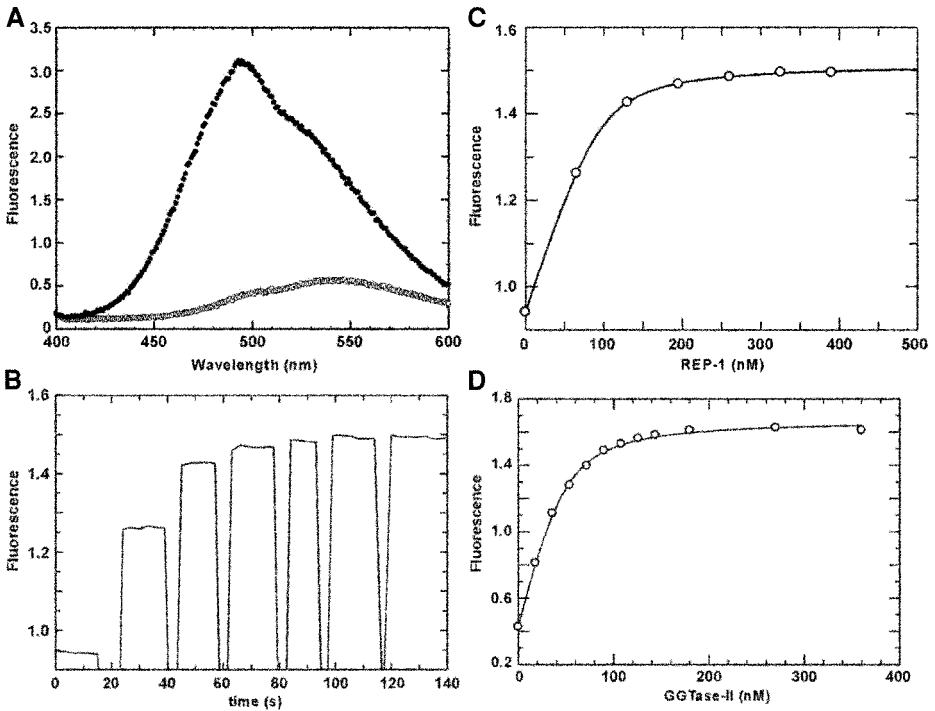 A
3.5
3.0
2.5
2.0
1.5
1.0
0.5
0
Fluorescence
400 450 500 550 600
Wavelength (nm)
B
1.6
1.4
1.2
1.0
Fluorescence
0 20 40 60 80 100 120 140
time (s)
C
1.6
1.4
1.2
1.0
Fluorescence
0 100 200 300 400 500
REP-1 (nM)
D
1.8
1.4
1.0
0.6
0.2
Fluorescence
0 100 200 300 400
GGTase-II (nM)